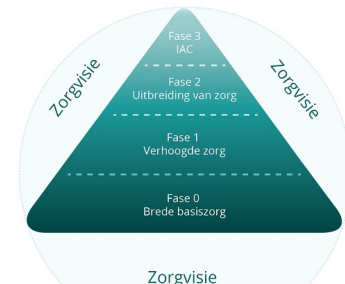 Fase 3
IAC
Zorgvisie
Zorgvisie
Fase 2
Uitbreiding van zorg
Fase 1
Verhoogde zorg
Fase 0
Brede basiszorg
Zorgvisie